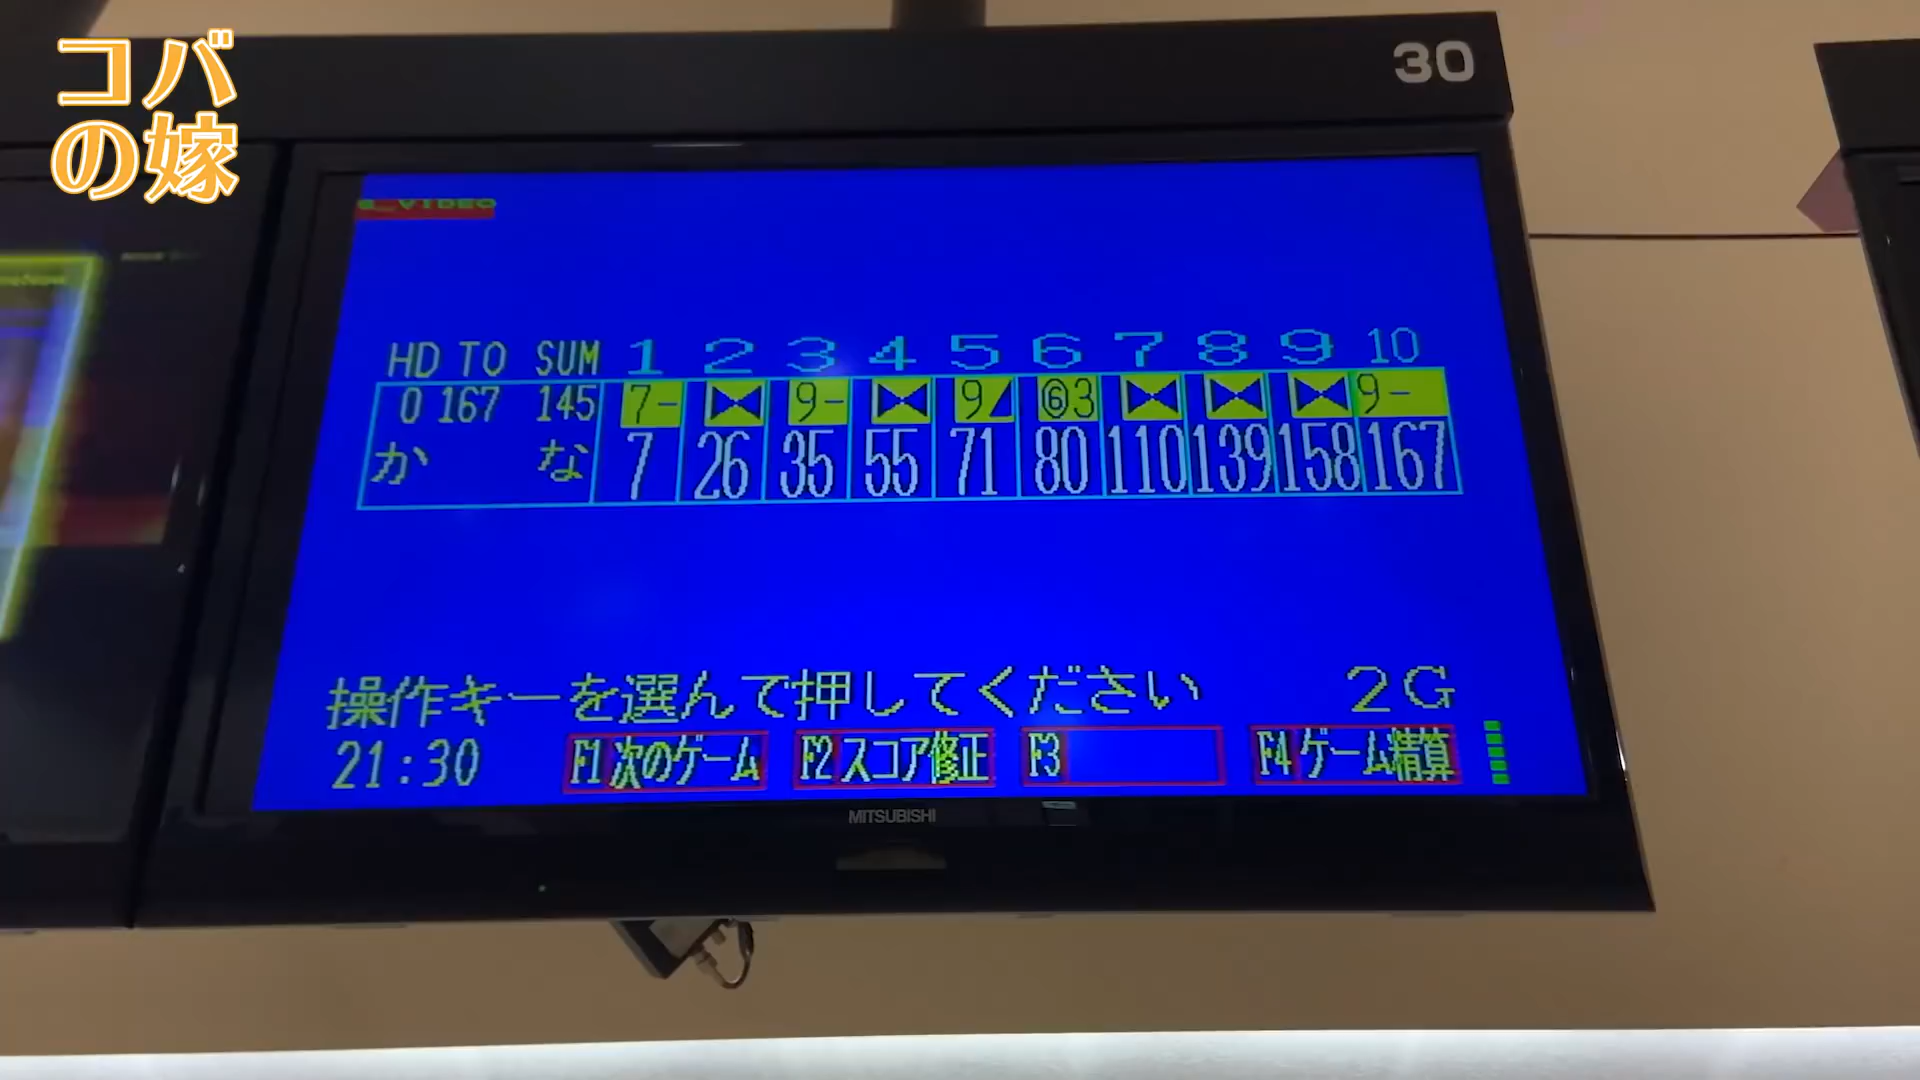 コバ
の嫁
30
S_VIDEO
HD TO SUM 1 2 3 4 5 6 7 8 9 10
0 167 145 7- 9- 9 ⑥3 9-
か な 7 26 35 55 71 80 110 139 158 167
操作キーを選んで押してください 2G
21:30 F1 次のゲーム F2 スコア修正 F3 F4 ゲーム精算
MITSUBISHI